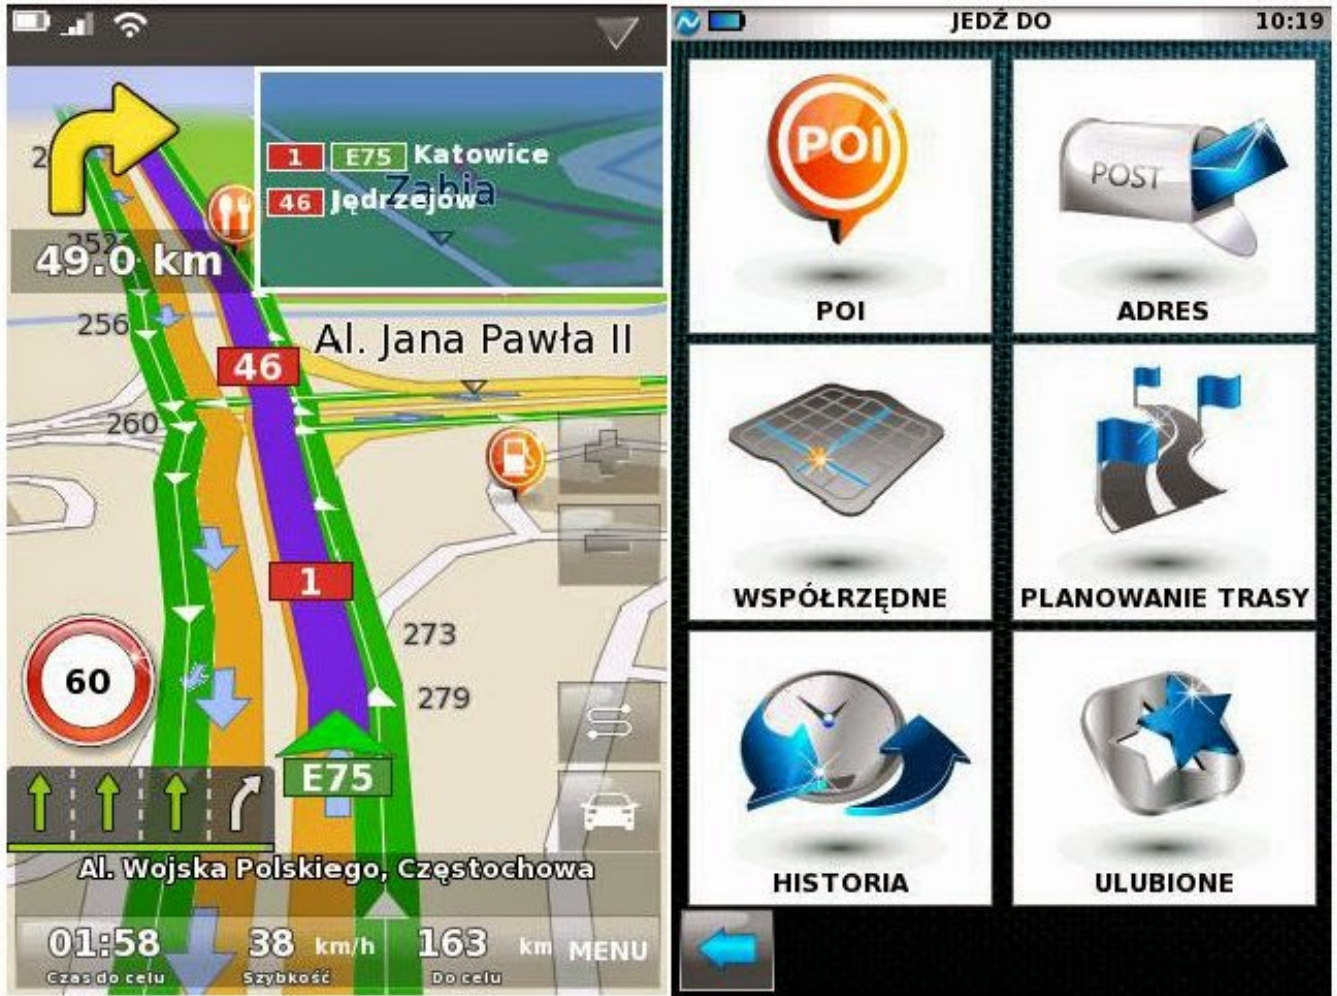 1 E75 Katowice
Żabia
46 Jędrzejów
252
49.0 km
256
Al. Jana Pawła II
46
260
1
273
60
279
E75
Al. Wojska Polskiego, Częstochowa
01:58 38 km/h 163 km MENU
Czas do celu Szybkość Do celu
JEDŹ DO 10:19
POI
POST
POI ADRES
WSPÓŁRZĘDNE PLANOWANIE TRASY
HISTORIA ULUBIONE